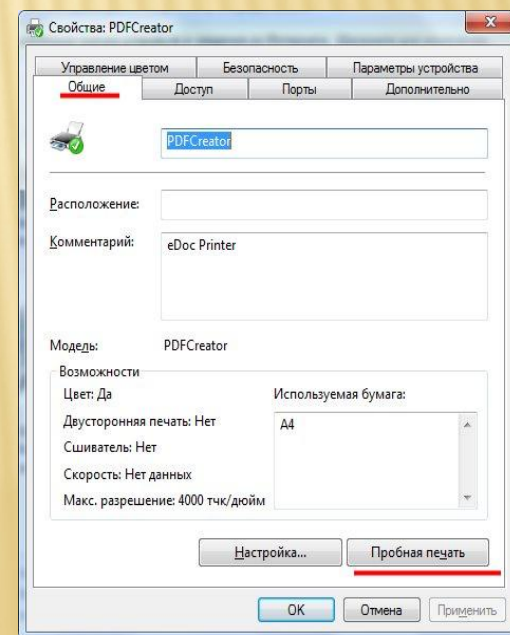 Свойства: PDFCreator
Управление цветом Безопасность Параметры устройства
Общие Доступ Порты Дополнительно
PDFCreator
Расположение:
Комментарий: eDoc Printer
Модель: PDFCreator
Возможности
Цвет: Да Используемая бумага:
Двусторонняя печать: Нет A4
Сшиватель: Нет
Скорость: Нет данных
Макс. разрешение: 4000 тчк/дюйм
Настройка... Пробная печать
OK Отмена Применить